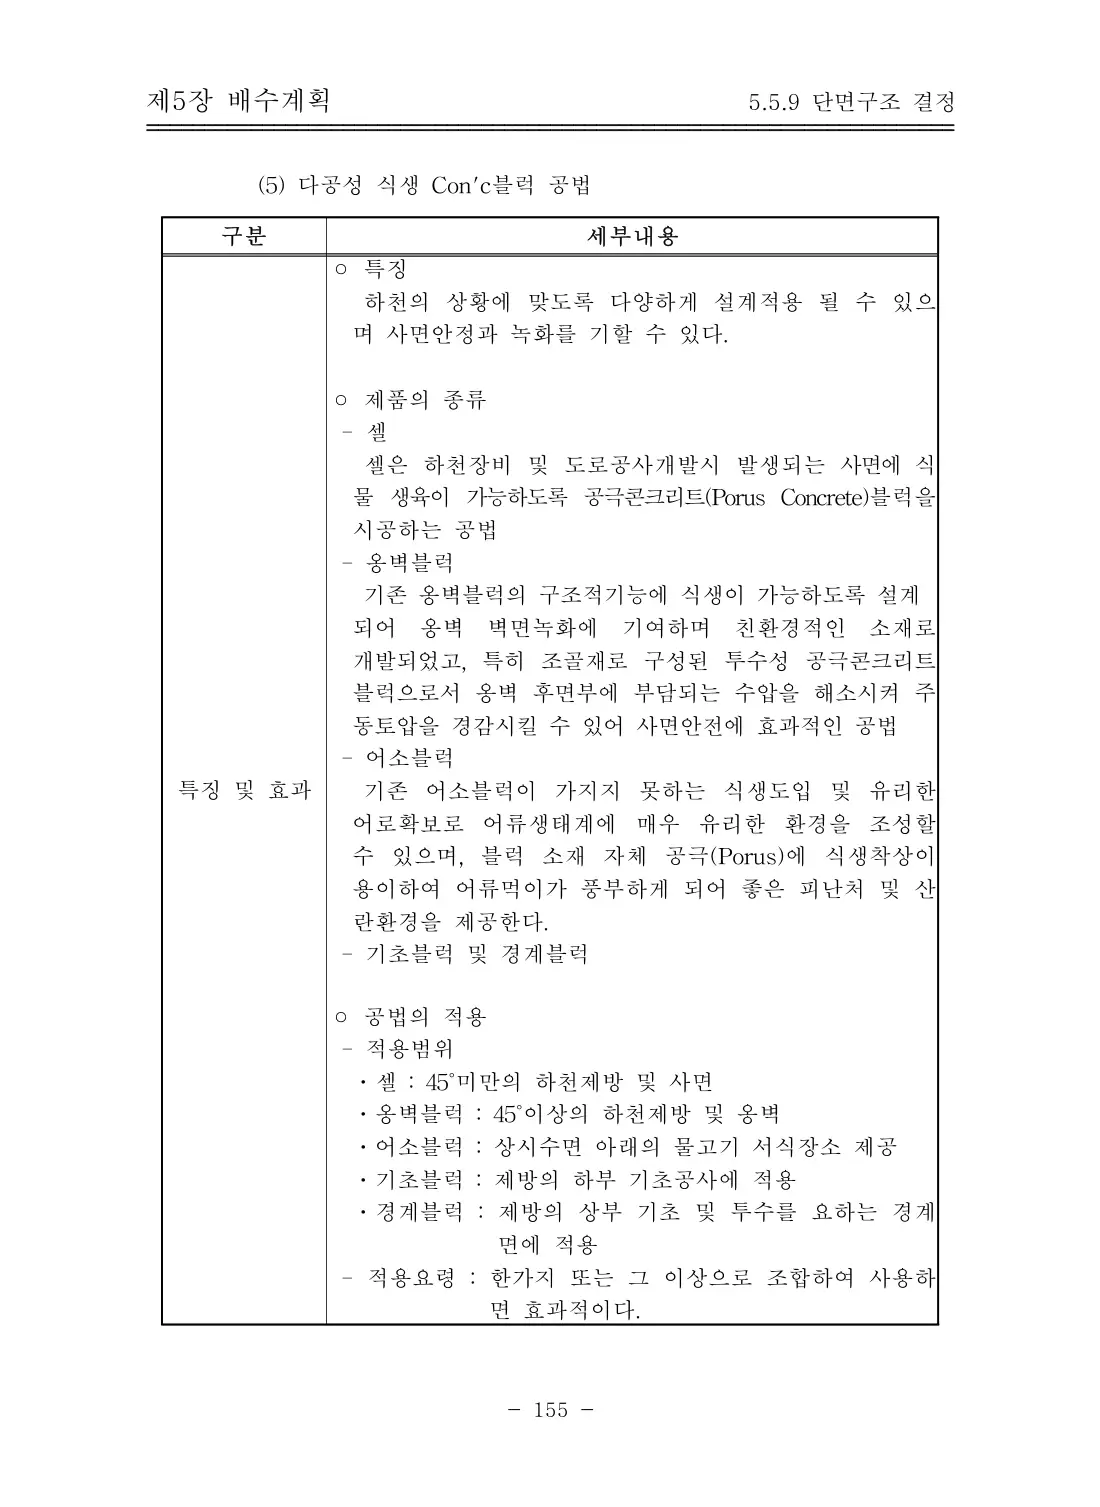 제5장 배수계획
5.5.9 단면구조 결정
(5) 다공성 식생 Con′c블럭 공법
구분
세부내용
특징 및 효과
○ 특징
하천의 상황에 맞도록 다양하게 설계적용 될 수 있으
며 사면안정과 녹화를 기할 수 있다.
○ 제품의 종류
- 셀
셀은 하천장비 및 도로공사개발시 발생되는 사면에 식
물 생육이 가능하도록 공극콘크리트(Porus Concrete)블럭을
시공하는 공법
- 옹벽블럭
기존 옹벽블럭의 구조적기능에 식생이 가능하도록 설계
되어 옹벽 벽면녹화에 기여하며 친환경적인 소재로
개발되었고, 특히 조골재로 구성된 투수성 공극콘크리트
블럭으로서 옹벽 후면부에 부담되는 수압을 해소시켜 주
동토압을 경감시킬 수 있어 사면안전에 효과적인 공법
- 어소블럭
기존 어소블럭이 가지지 못하는 식생도입 및 유리한
어로확보로 어류생태계에 매우 유리한 환경을 조성할
수 있으며, 블럭 소재 자체 공극(Porus)에 식생착상이
용이하여 어류먹이가 풍부하게 되어 좋은 피난처 및 산
란환경을 제공한다.
- 기초블럭 및 경계블럭
○ 공법의 적용
- 적용범위
･셀 : 45°미만의 하천제방 및 사면
･옹벽블럭 : 45°이상의 하천제방 및 옹벽
･어소블럭 : 상시수면 아래의 물고기 서식장소 제공
･기초블럭 : 제방의 하부 기초공사에 적용
･경계블럭 : 제방의 상부 기초 및 투수를 요하는 경계
면에 적용
- 적용요령 : 한가지 또는 그 이상으로 조합하여 사용하
면 효과적이다.
- 155 -